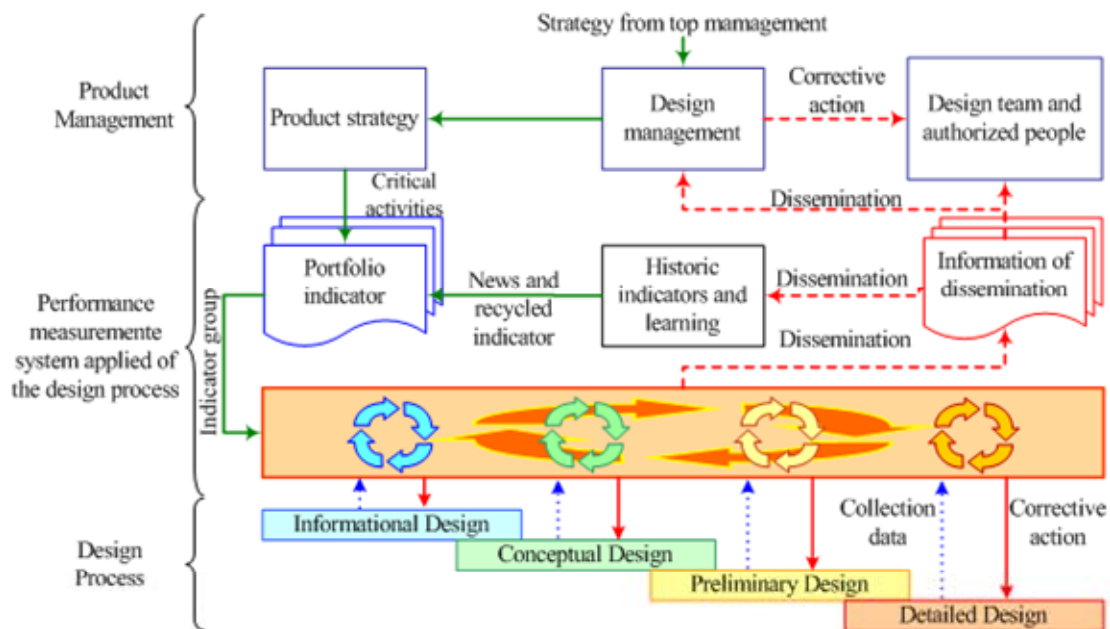 Strategy from top mamagement
Product
Management
Product strategy
Design
management
Corrective
action
Design team and
authorized people
Critical
activities
Dissemination
Portfolio
indicator
News and
recycled
indicator
Historic
indicators and
learning
Dissemination
Information of
dissemination
Performance
measuremente
system applied of
the design process
Indicator group
Dissemination
Design
Process
Informational Design
Conceptual Design
Preliminary Design
Detailed Design
Collection
data
Corrective
action